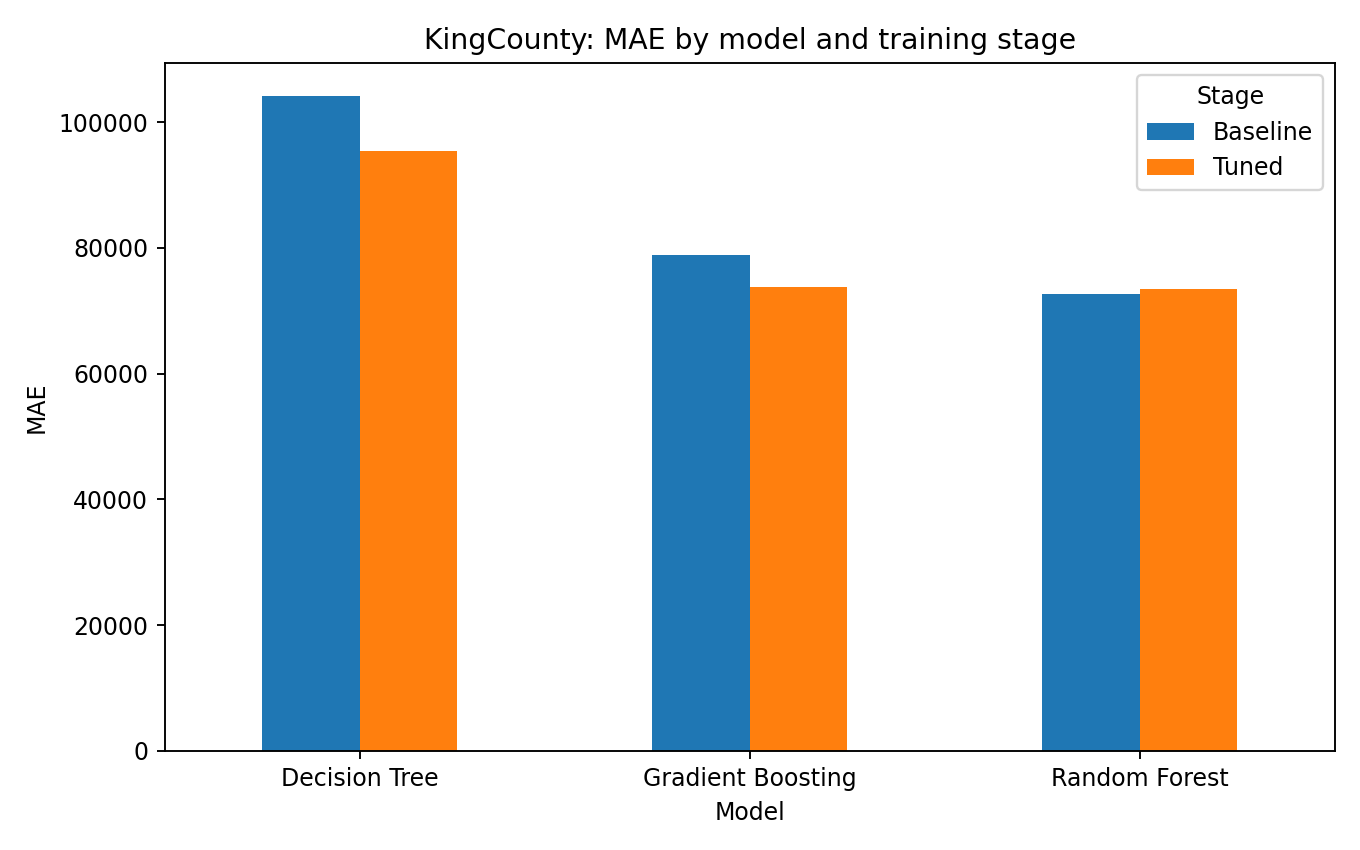 KingCounty: MAE by model and training stage
Stage
Baseline
Tuned
100000
80000
60000
40000
20000
0
MAE
Decision Tree
Gradient Boosting
Random Forest
Model